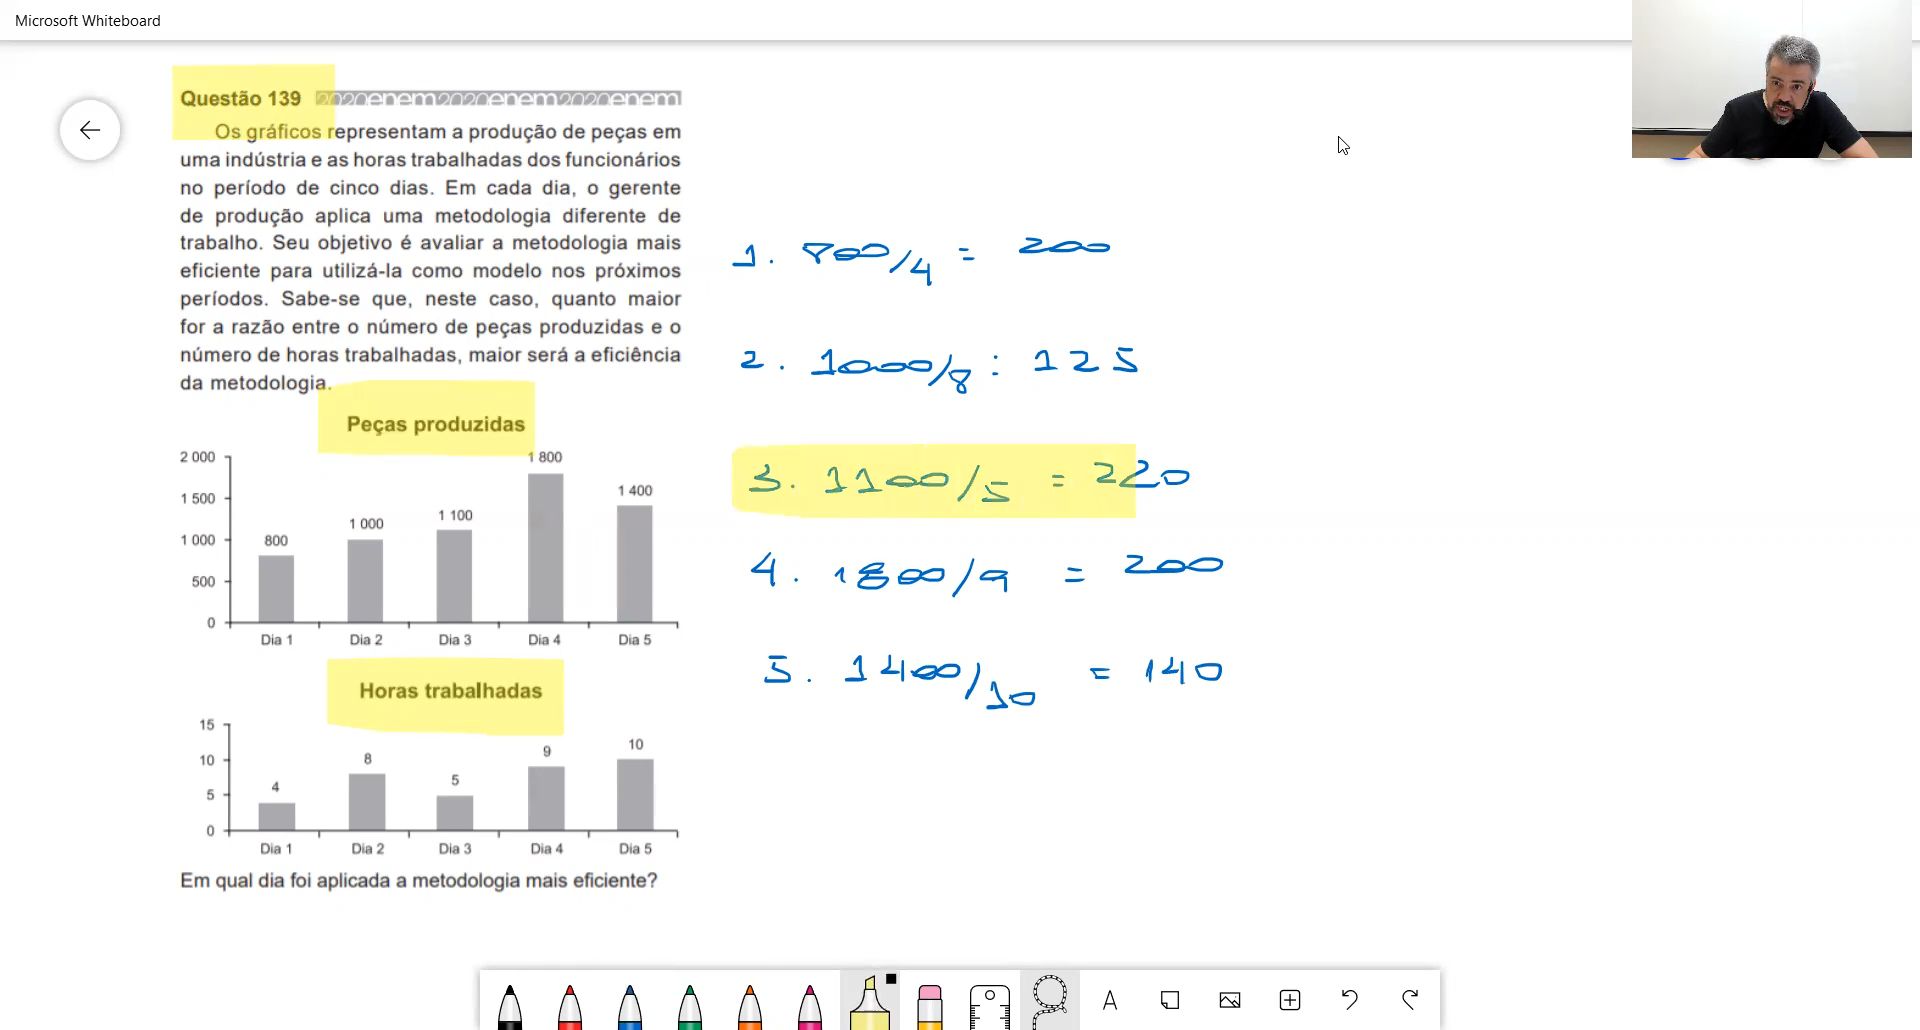 Microsoft Whiteboard
Questão 139 2020enem2020enem2020enem
Os gráficos representam a produção de peças em
uma indústria e as horas trabalhadas dos funcionários
no período de cinco dias. Em cada dia, o gerente
de produção aplica uma metodologia diferente de
trabalho. Seu objetivo é avaliar a metodologia mais
eficiente para utilizá-la como modelo nos próximos
períodos. Sabe-se que, neste caso, quanto maior
for a razão entre o número de peças produzidas e o
número de horas trabalhadas, maior será a eficiência
da metodologia.
Peças produzidas
2 000
1 500
1 000
500
0
800
1 000
1 100
1 800
1 400
Dia 1 Dia 2 Dia 3 Dia 4 Dia 5
Horas trabalhadas
15
10
5
0
4
8
5
9
10
Dia 1 Dia 2 Dia 3 Dia 4 Dia 5
Em qual dia foi aplicada a metodologia mais eficiente?
1. 800/4 = 200
2. 1000/8 : 125
3. 1100/5 = 220
4. 1800/9 = 200
5. 1400/10 = 140